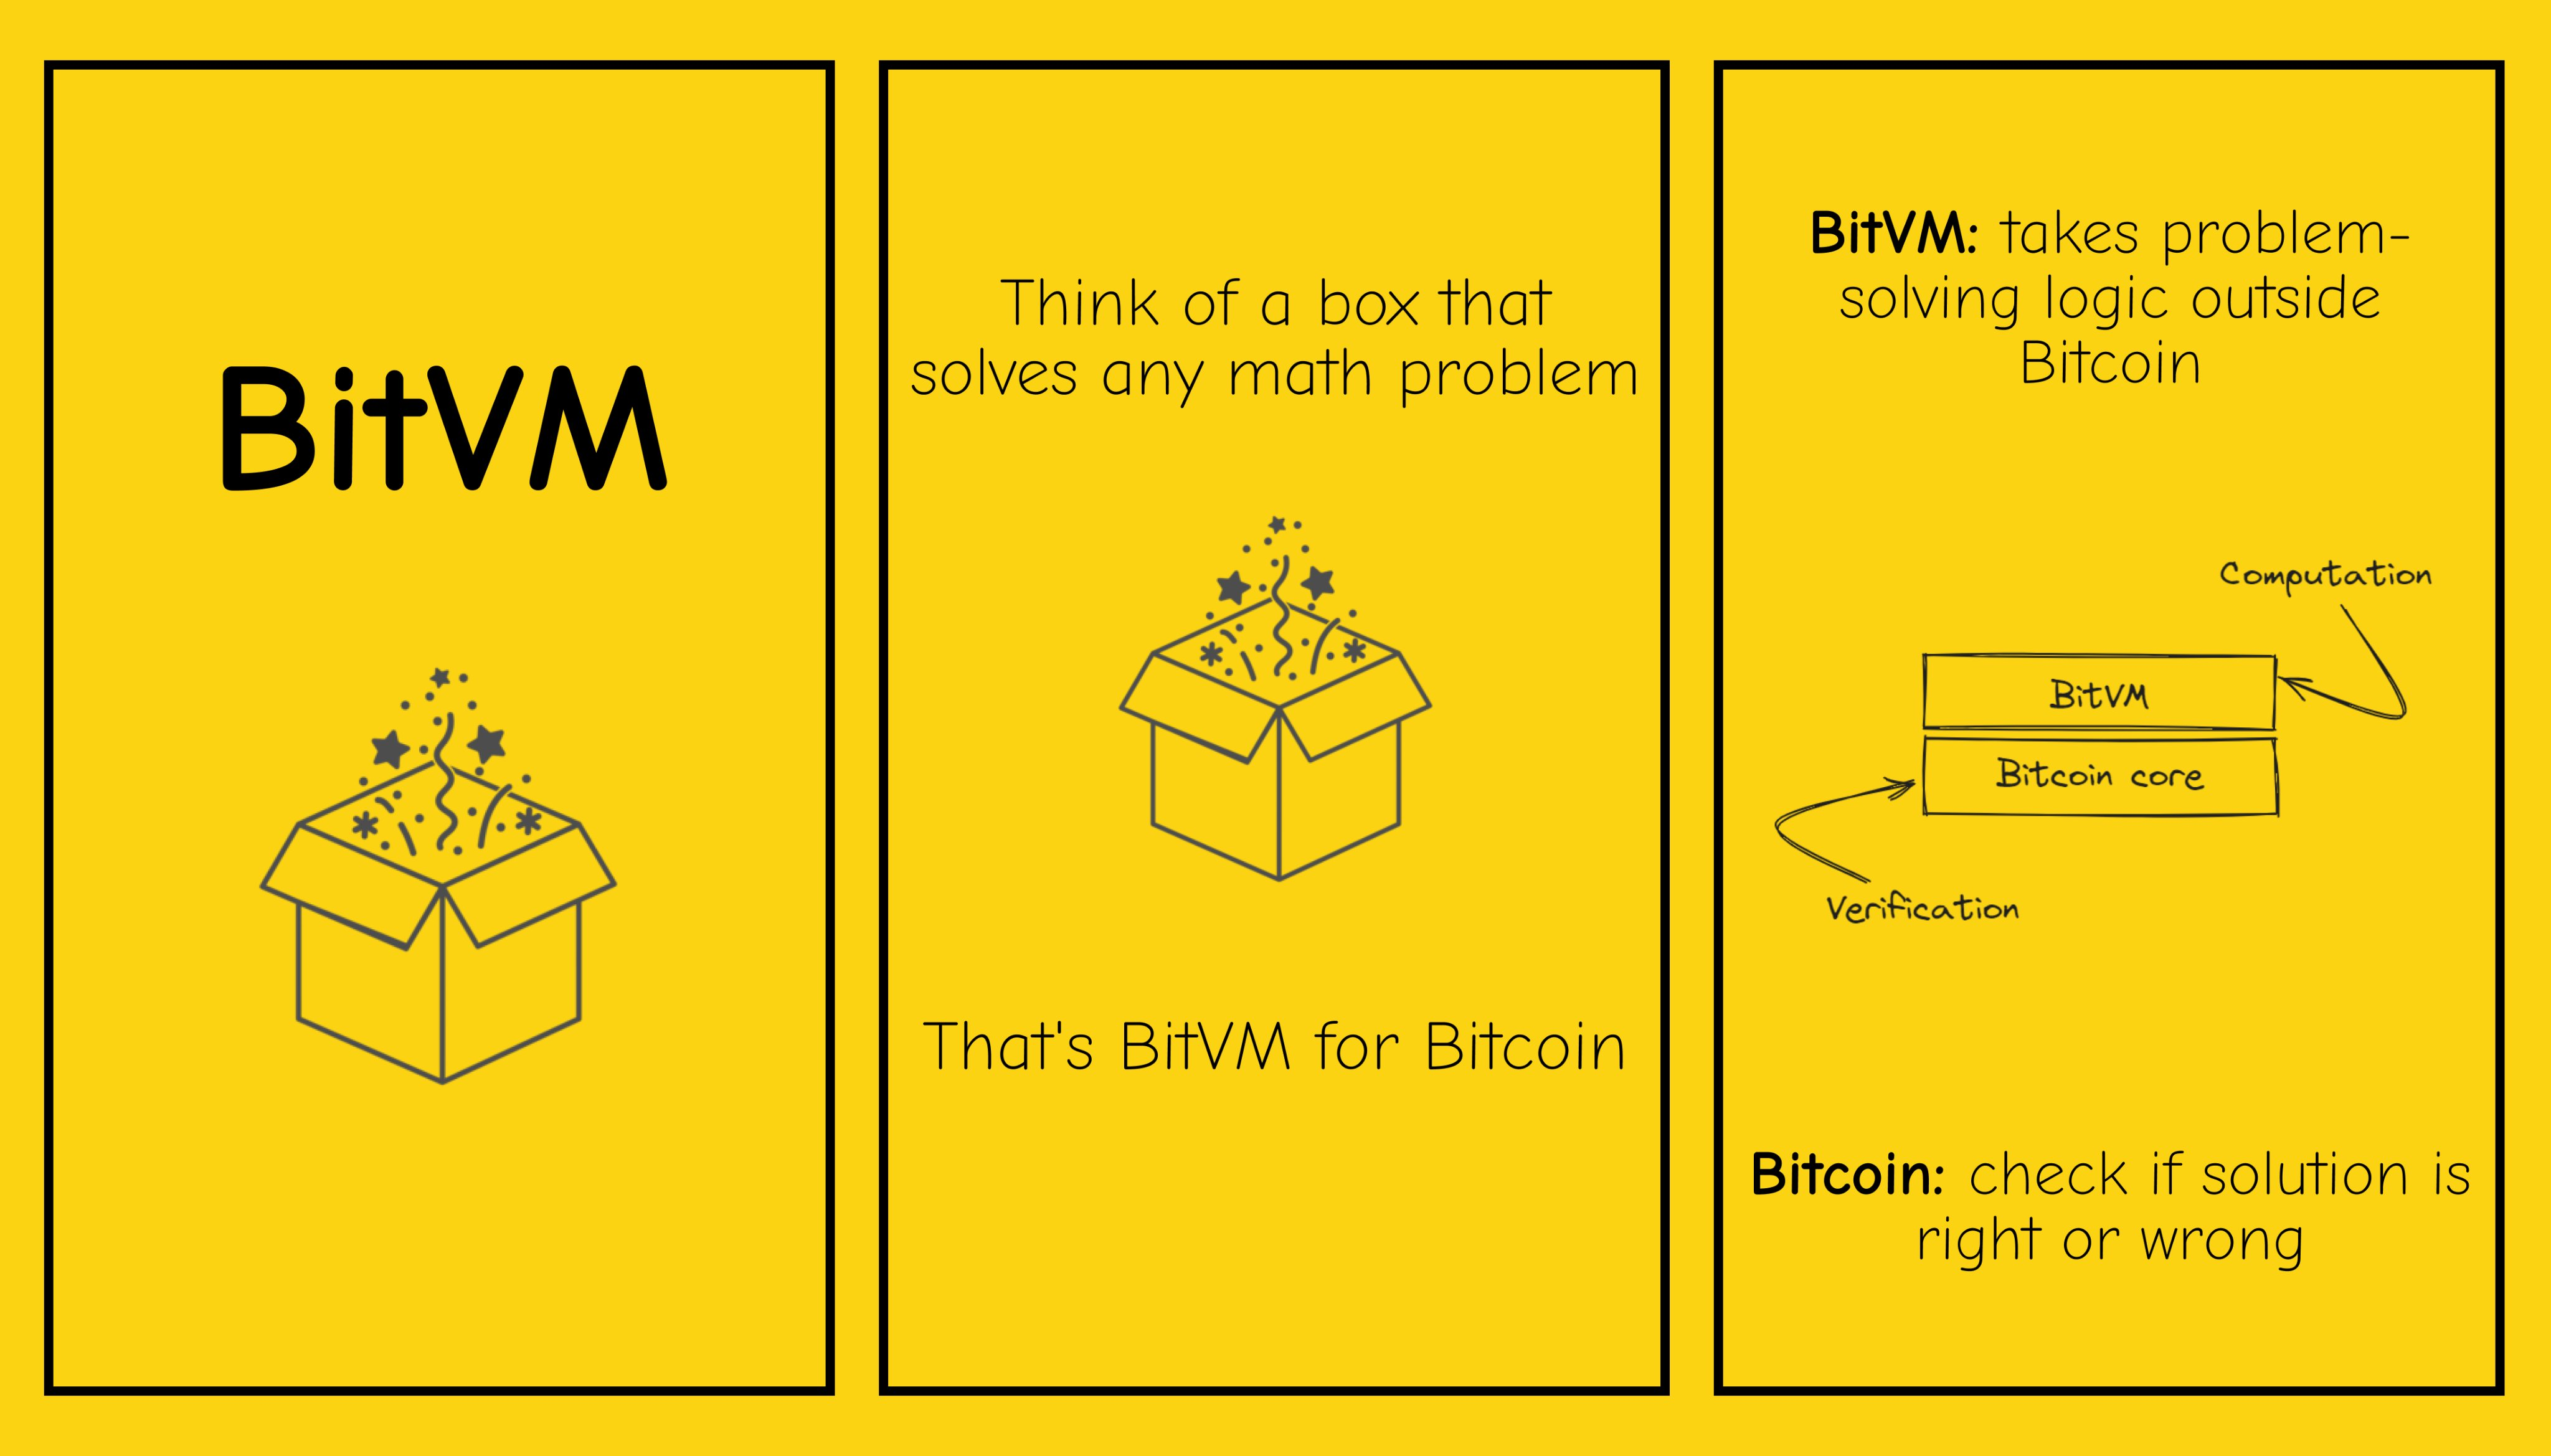 BitVM
Think of a box that
solves any math problem
That's BitVM for Bitcoin
BitVM: takes problem-
solving logic outside
Bitcoin
Computation
BitVM
Bitcoin core
Verification
Bitcoin: check if solution is
right or wrong